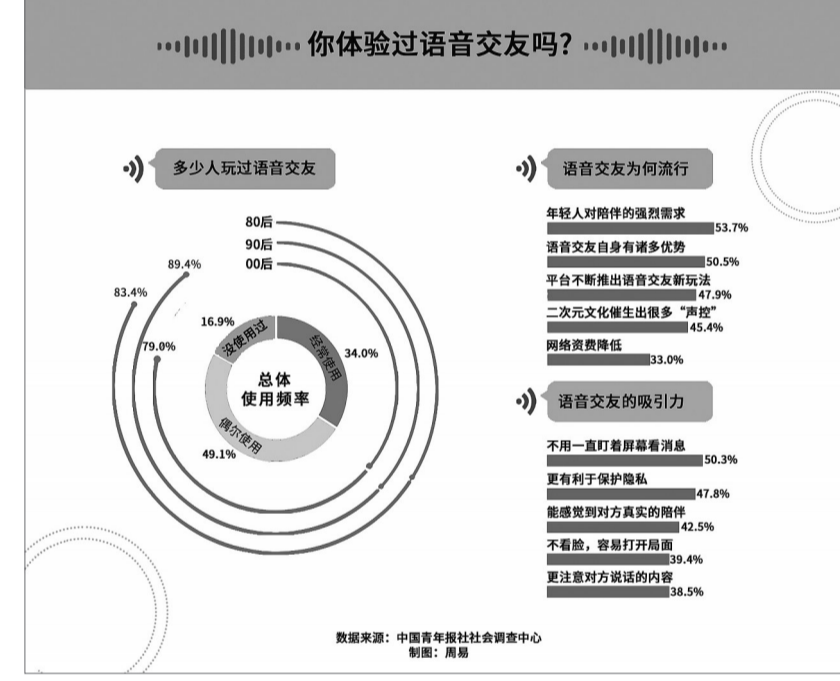 你体验过语音交友吗?
多少人玩过语音交友
80后
90后
00后
89.4%
83.4%
79.0%
16.9%
没使用过
经常使用
34.0%
总体
使用频率
偶尔使用
49.1%
语音交友为何流行
年轻人对陪伴的强烈需求
53.7%
语音交友自身有诸多优势
50.5%
平台不断推出语音交友新玩法
47.9%
二次元文化催生出很多“声控”
45.4%
网络资费降低
33.0%
语音交友的吸引力
不用一直盯着屏幕看消息
50.3%
更有利于保护隐私
47.8%
能感觉到对方真实的陪伴
42.5%
不看脸，容易打开局面
39.4%
更注意对方说话的内容
38.5%
数据来源：中国青年报社社会调查中心
制图：周易